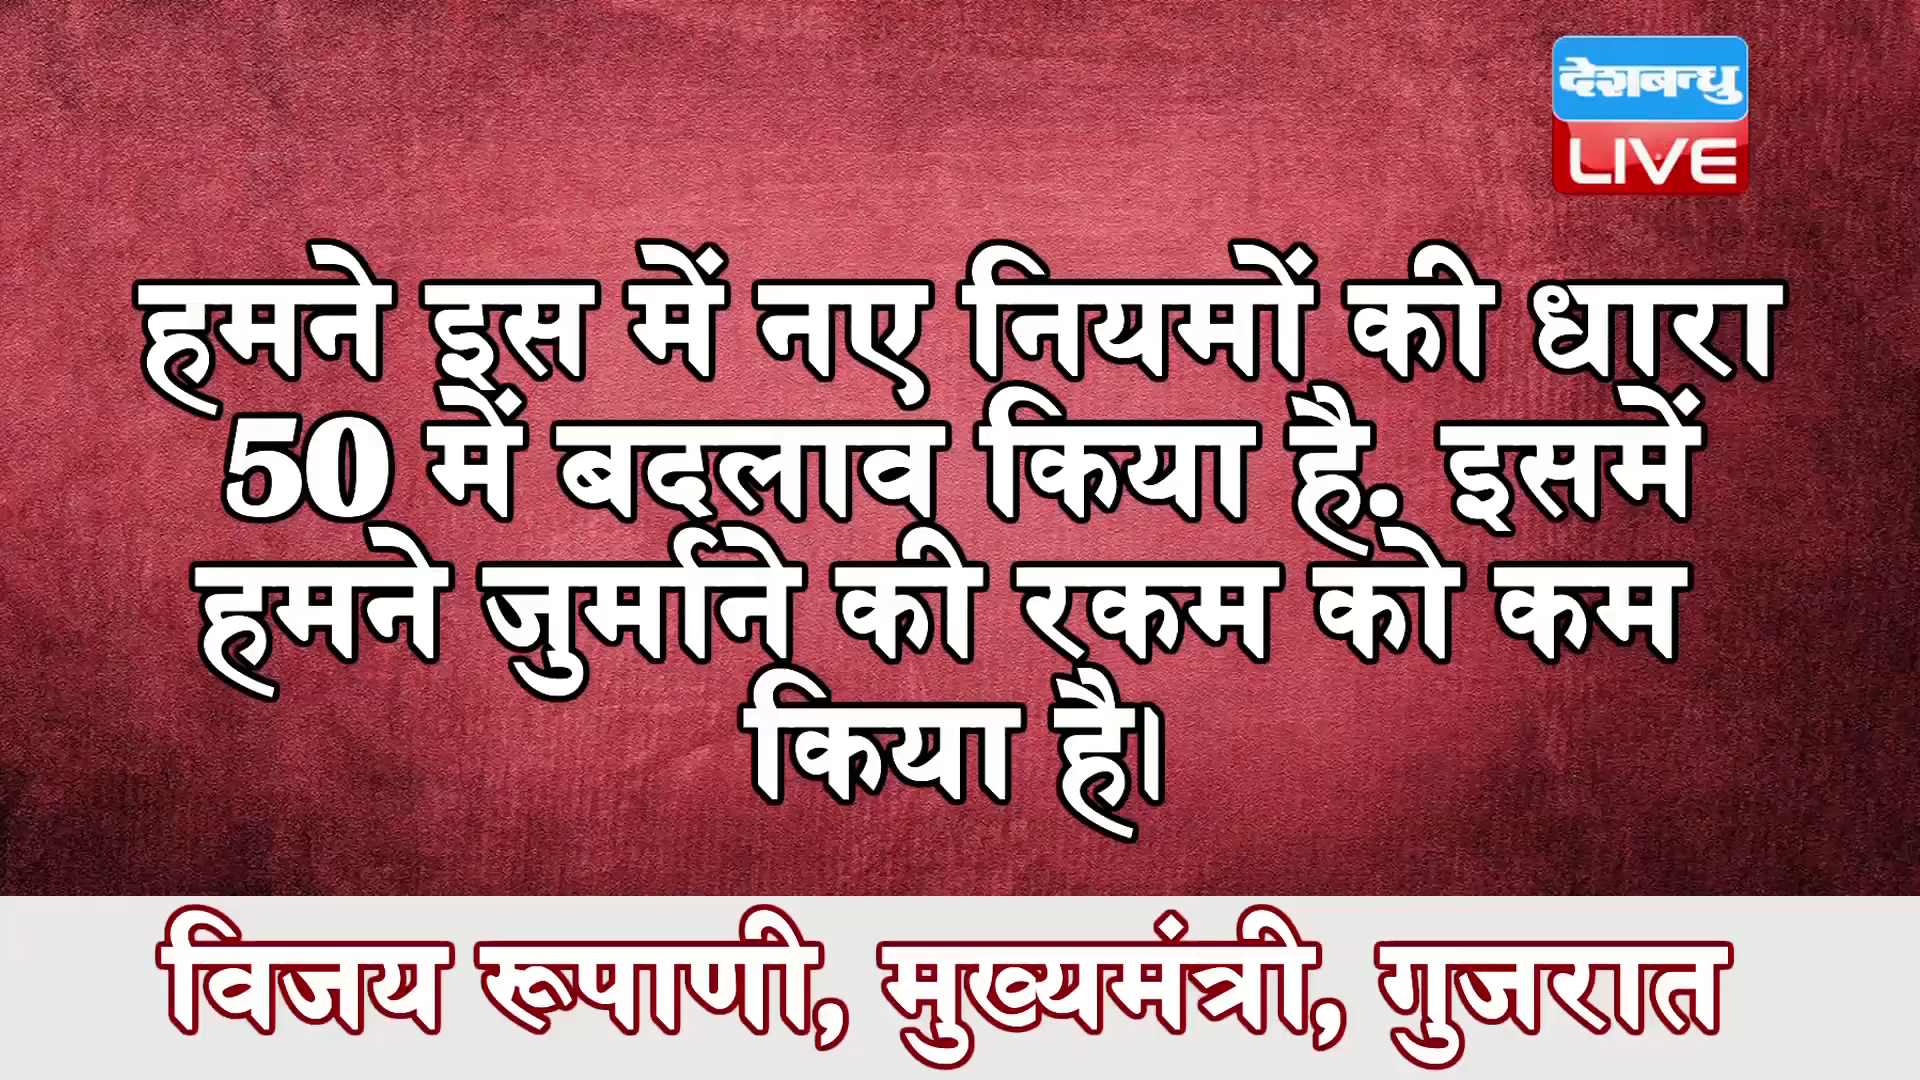 देशबन्धु
LIVE
हमने इस में नए नियमों की धारा
50 में बदलाव किया है. इसमें
हमने जुर्माने की रकम को कम
किया है।
विजय रूपाणी, मुख्यमंत्री, गुजरात